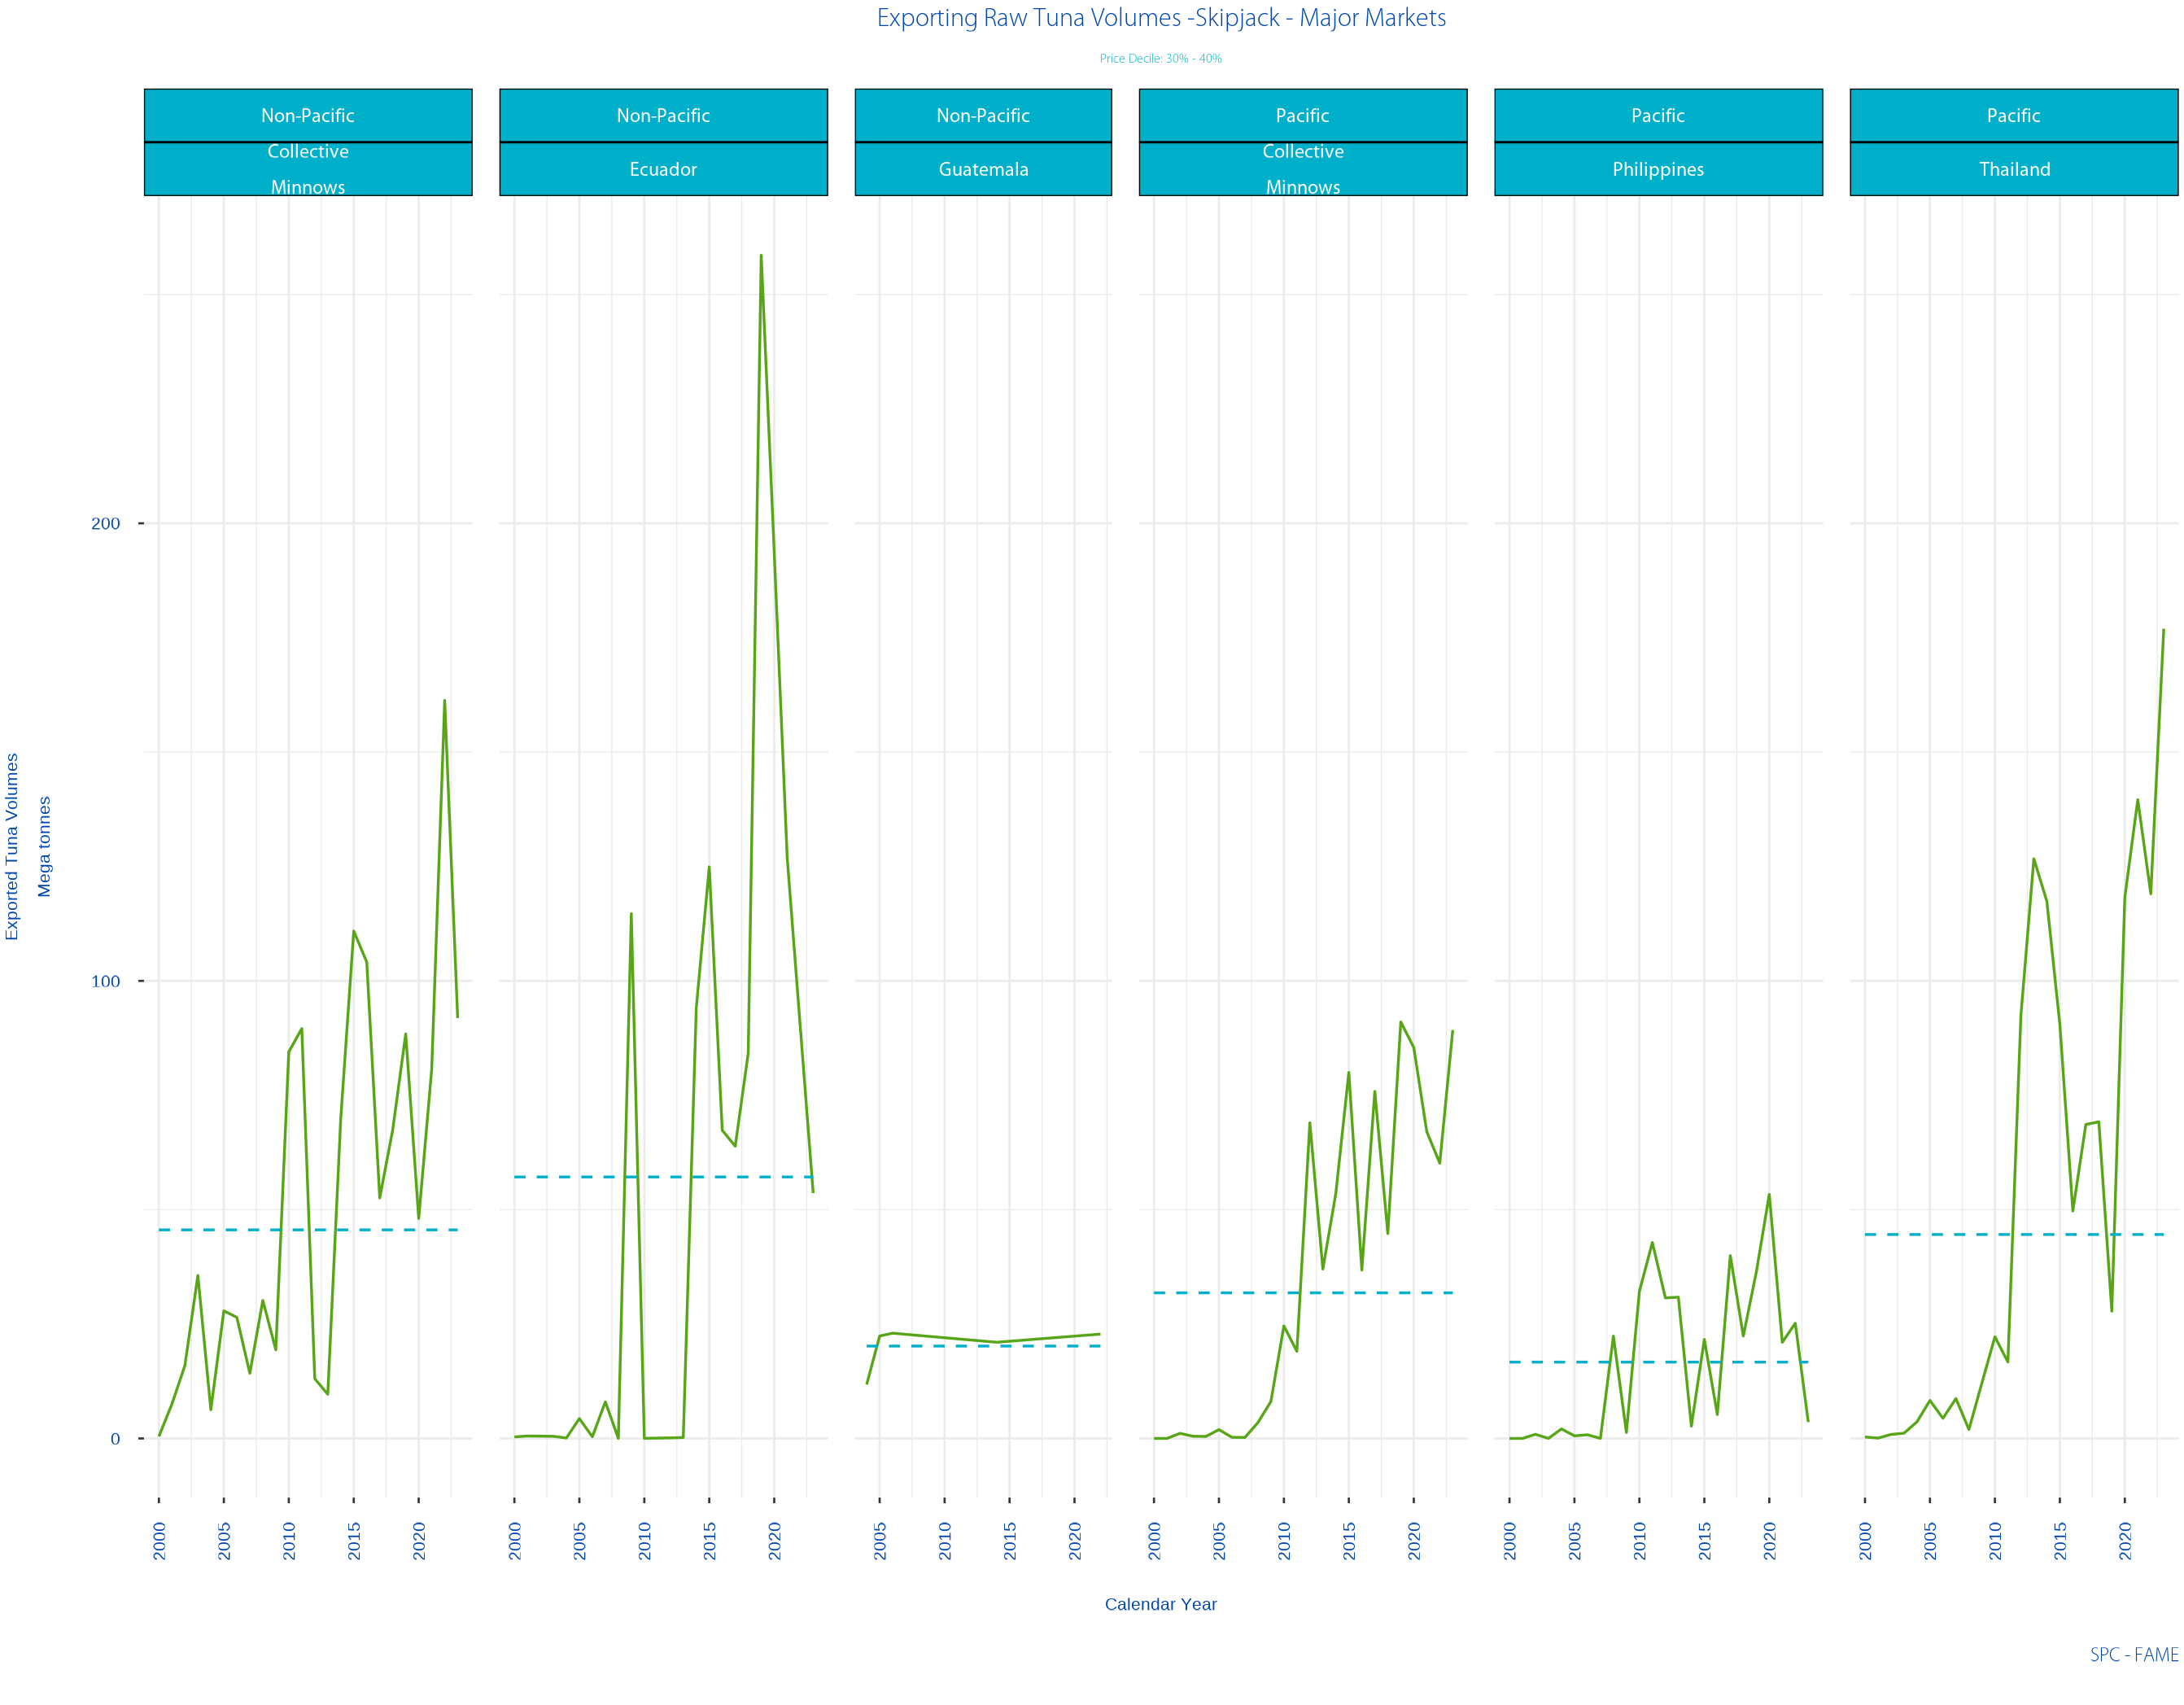 Exporting Raw Tuna Volumes -Skipjack - Major Markets
Price Decile: 30% - 40%
Non-Pacific Non-Pacific Non-Pacific Pacific Pacific Pacific
Collective
Minnows
Ecuador
Guatemala
Collective
Minnows
Philippines
Thailand
Exported Tuna Volumes
Mega tonnes
200
100
0
2000 2005 2010 2015 2020
2000 2005 2010 2015 2020
2005 2010 2015 2020
2000 2005 2010 2015 2020
2000 2005 2010 2015 2020
2000 2005 2010 2015 2020
Calendar Year
SPC - FAME